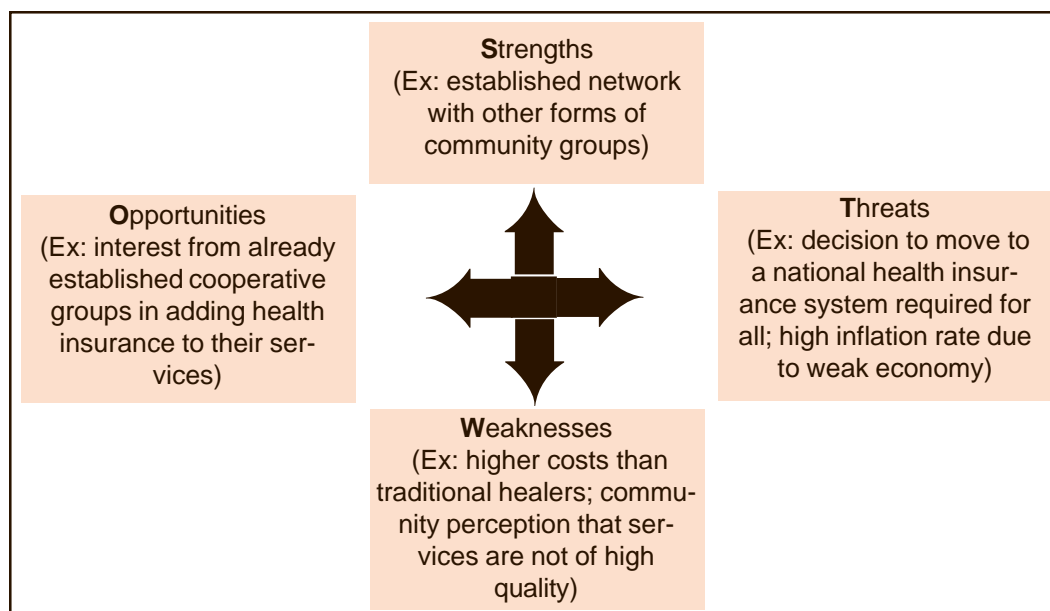 Strengths
(Ex: established network
with other forms of
community groups)
Opportunities
(Ex: interest from already
established cooperative
groups in adding health
insurance to their ser-
vices)
Threats
(Ex: decision to move to
a national health insur-
ance system required for
all; high inflation rate due
to weak economy)
Weaknesses
(Ex: higher costs than
traditional healers; commu-
nity perception that ser-
vices are not of high
quality)